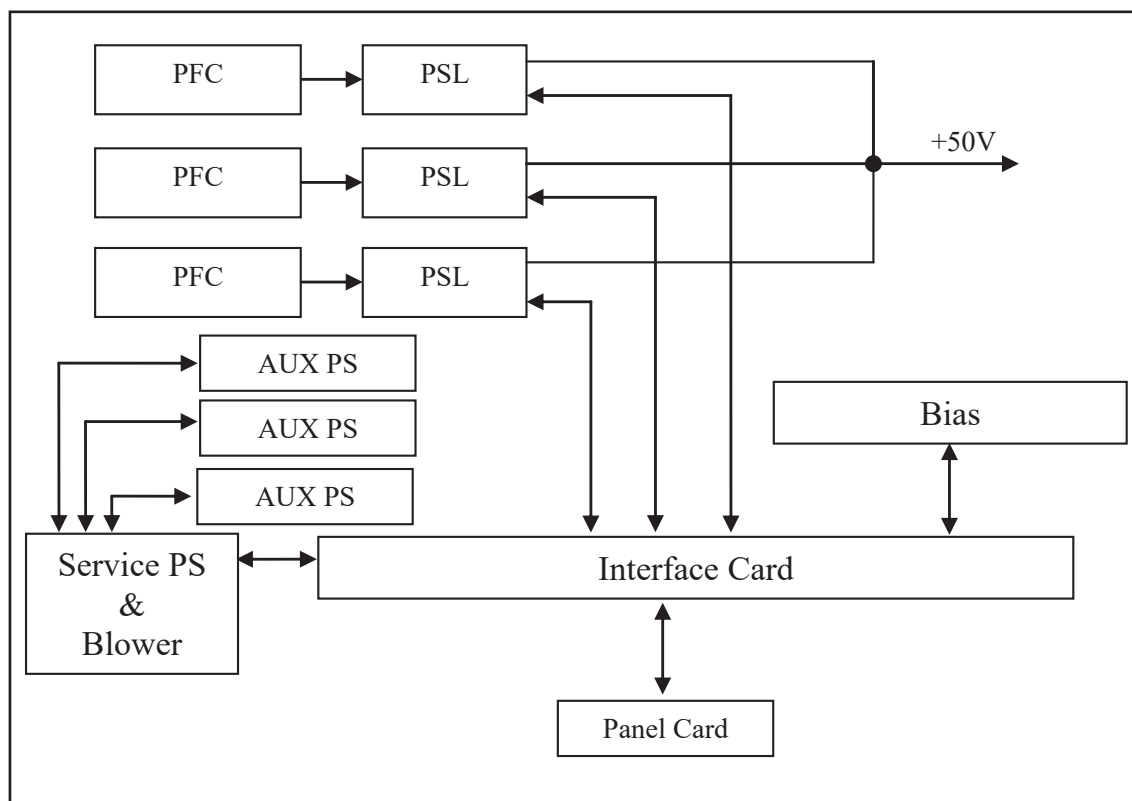 PFC
PSL
+50V
PFC
PSL
PFC
PSL
AUX PS
AUX PS
AUX PS
Bias
Service PS
&
Blower
Interface Card
Panel Card